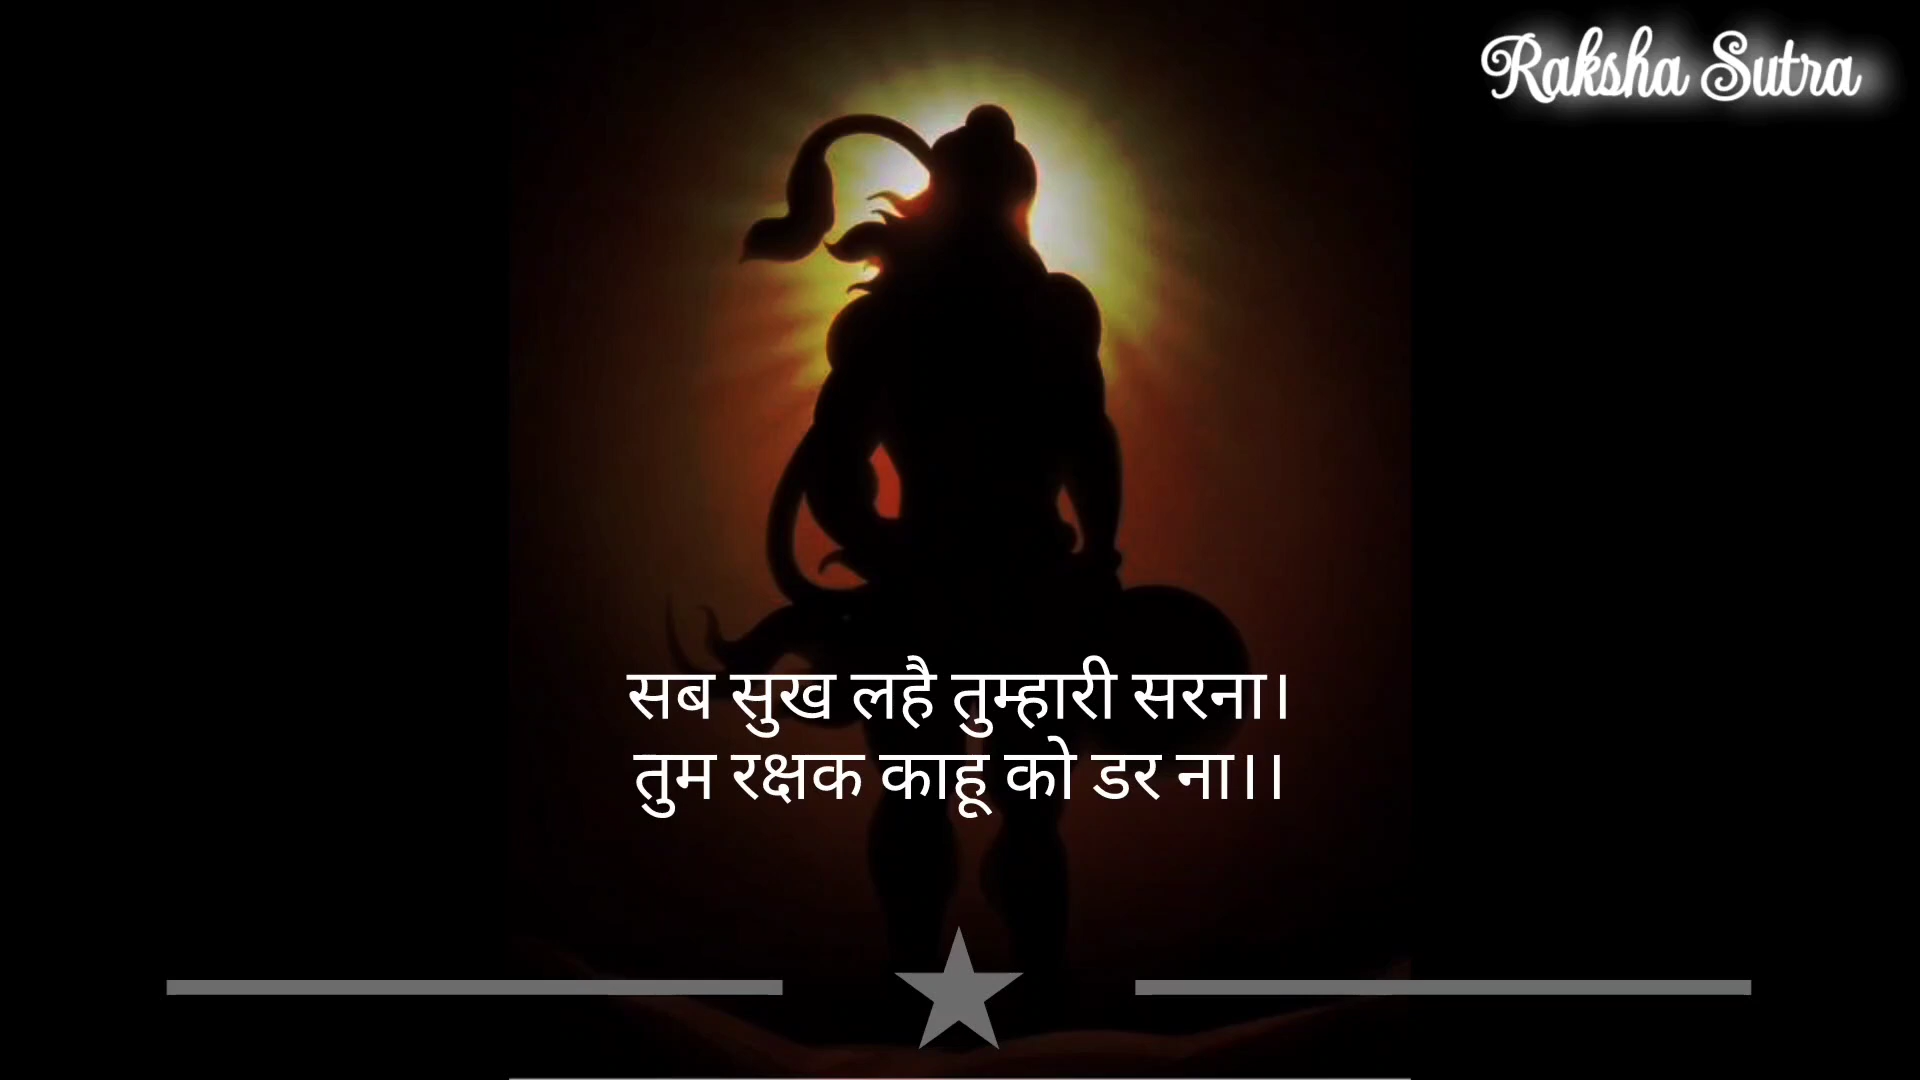 Raksha Sutra
सब सुख लहै तुम्हारी सरना।
तुम रक्षक काहू को डर ना।।